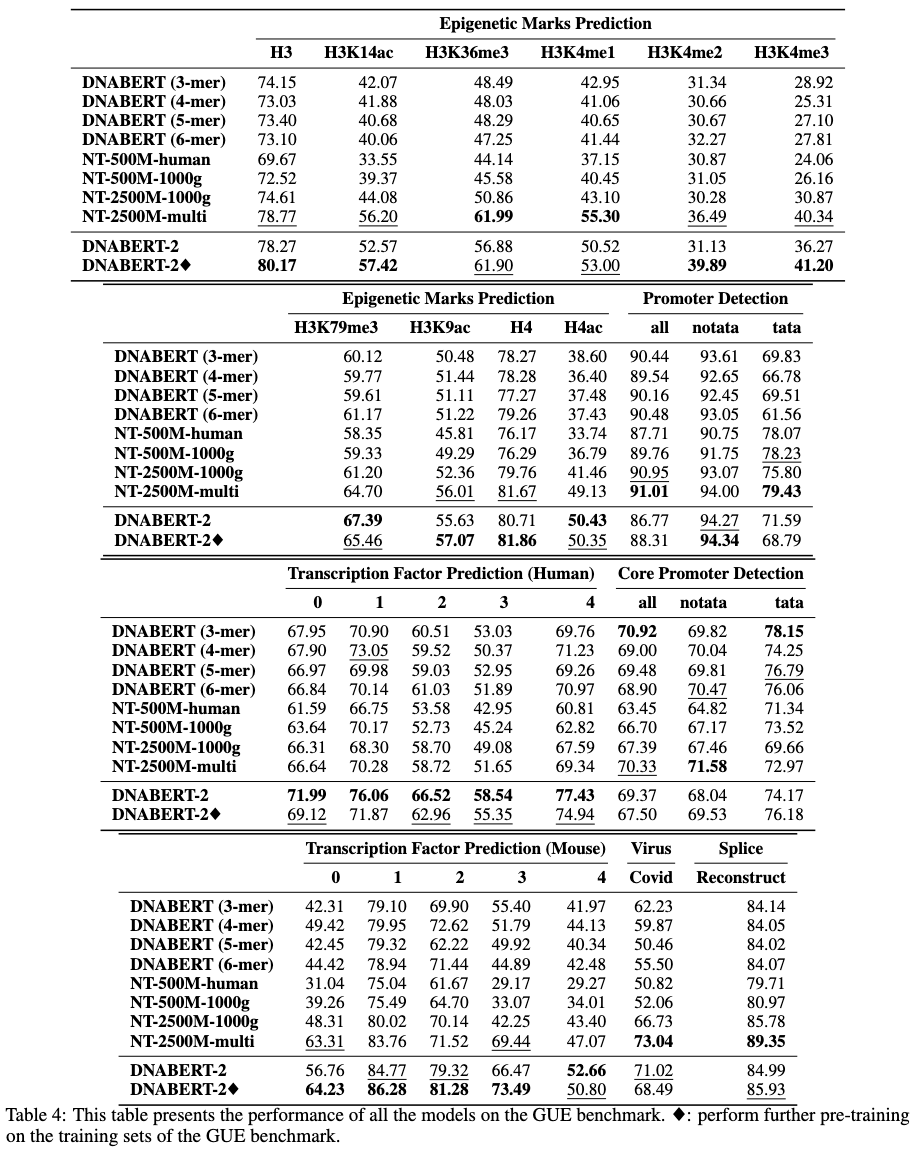 Epigenetic Marks Prediction
H3 H3K14ac H3K36me3 H3K4me1 H3K4me2 H3K4me3
DNABERT (3-mer) 74.15 42.07 48.49 42.95 31.34 28.92
DNABERT (4-mer) 73.03 41.88 48.03 41.06 30.66 25.31
DNABERT (5-mer) 73.40 40.68 48.29 40.65 30.67 27.10
DNABERT (6-mer) 73.10 40.06 47.25 41.44 32.27 27.81
NT-500M-human 69.67 33.55 44.14 37.15 30.87 24.06
NT-500M-1000g 72.52 39.37 45.58 40.45 31.05 26.16
NT-2500M-1000g 74.61 44.08 50.86 43.10 30.28 30.87
NT-2500M-multi 78.77 56.20 61.99 55.30 36.49 40.34
DNABERT-2 78.27 52.57 56.88 50.52 31.13 36.27
DNABERT-2♦ 80.17 57.42 61.90 53.00 39.89 41.20
Epigenetic Marks Prediction Promoter Detection
H3K79me3 H3K9ac H4 H4ac all notata tata
DNABERT (3-mer) 60.12 50.48 78.27 38.60 90.44 93.61 69.83
DNABERT (4-mer) 59.77 51.44 78.28 36.40 89.54 92.65 66.78
DNABERT (5-mer) 59.61 51.11 77.27 37.48 90.16 92.45 69.51
DNABERT (6-mer) 61.17 51.22 79.26 37.43 90.48 93.05 61.56
NT-500M-human 58.35 45.81 76.17 33.74 87.71 90.75 78.07
NT-500M-1000g 59.33 49.29 76.29 36.79 89.76 91.75 78.23
NT-2500M-1000g 61.20 52.36 79.76 41.46 90.95 93.07 75.80
NT-2500M-multi 64.70 56.01 81.67 49.13 91.01 94.00 79.43
DNABERT-2 67.39 55.63 80.71 50.43 86.77 94.27 71.59
DNABERT-2♦ 65.46 57.07 81.86 50.35 88.31 94.34 68.79
Transcription Factor Prediction (Human) Core Promoter Detection
0 1 2 3 4 all notata tata
DNABERT (3-mer) 67.95 70.90 60.51 53.03 69.76 70.92 69.82 78.15
DNABERT (4-mer) 67.90 73.05 59.52 50.37 71.23 69.00 70.04 74.25
DNABERT (5-mer) 66.97 69.98 59.03 52.95 69.26 69.48 69.81 76.79
DNABERT (6-mer) 66.84 70.14 61.03 51.89 70.97 68.90 70.47 76.06
NT-500M-human 61.59 66.75 53.58 42.95 60.81 63.45 64.82 71.34
NT-500M-1000g 63.64 70.17 52.73 45.24 62.82 66.70 67.17 73.52
NT-2500M-1000g 66.31 68.30 58.70 49.08 67.59 67.39 67.46 69.66
NT-2500M-multi 66.64 70.28 58.72 51.65 69.34 70.33 71.58 72.97
DNABERT-2 71.99 76.06 66.52 58.54 77.43 69.37 68.04 74.17
DNABERT-2♦ 69.12 71.87 62.96 55.35 74.94 67.50 69.53 76.18
Transcription Factor Prediction (Mouse) Virus Splice
0 1 2 3 4 Covid Reconstruct
DNABERT (3-mer) 42.31 79.10 69.90 55.40 41.97 62.23 84.14
DNABERT (4-mer) 49.42 79.95 72.62 51.79 44.13 59.87 84.05
DNABERT (5-mer) 42.45 79.32 62.22 49.92 40.34 50.46 84.02
DNABERT (6-mer) 44.42 78.94 71.44 44.89 42.48 55.50 84.07
NT-500M-human 31.04 75.04 61.67 29.17 29.27 50.82 79.71
NT-500M-1000g 39.26 75.49 64.70 33.07 34.01 52.06 80.97
NT-2500M-1000g 48.31 80.02 70.14 42.25 43.40 66.73 85.78
NT-2500M-multi 63.31 83.76 71.52 69.44 47.07 73.04 89.35
DNABERT-2 56.76 84.77 79.32 66.47 52.66 71.02 84.99
DNABERT-2♦ 64.23 86.28 81.28 73.49 50.80 68.49 85.93
Table 4: This table presents the performance of all the models on the GUE benchmark. ♦: perform further pre-training
on the training sets of the GUE benchmark.